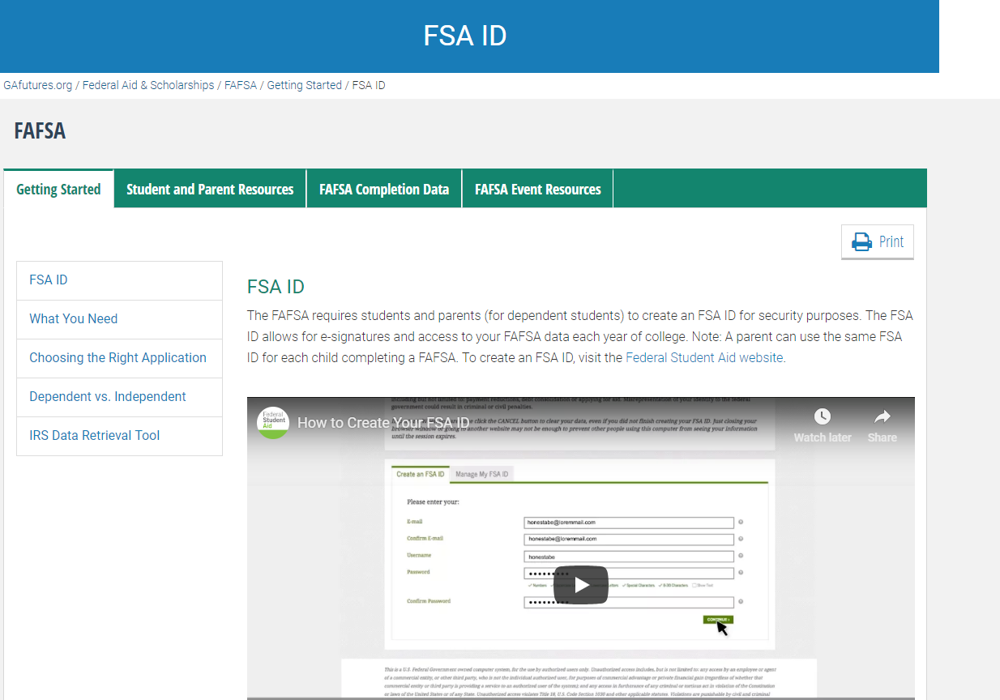 FSA ID
GAfutures.org / Federal Aid & Scholarships / FAFSA / Getting Started / FSA ID
FAFSA
Getting Started
Student and Parent Resources
FAFSA Completion Data
FAFSA Event Resources
Print
FSA ID
What You Need
Choosing the Right Application
Dependent vs. Independent
IRS Data Retrieval Tool
FSA ID
The FAFSA requires students and parents (for dependent students) to create an FSA ID for security purposes. The FSA
ID allows for e-signatures and access to your FAFSA data each year of college. Note: A parent can use the same FSA
ID for each child completing a FAFSA. To create an FSA ID, visit the Federal Student Aid website.
including but not limited to: payment reductions, debt consolidation or applying for aid. Misrepresentation of your identity to the federal
government could result in criminal or civil penalties.
Federal
Student
Aid
How to Create Your FSA ID
click the CANCEL button to clear your data, even if you did not finish creating your FSA ID. Just closing your
browser window or going to another website may not be enough to prevent other people using this computer from seeing your information
until the session expires.
Watch later
Share
Create an FSA ID
Manage My FSA ID
Please enter your:
E-mail
honestabe@loremmail.com
Confirm E-mail
honestabe@loremmail.com
Username
honestabe
Password
Numbers
Letters
Special Characters
8-30 Characters
Show Text
Confirm Password
CONTINUE
This is a U.S. Federal Government owned computer system, for the use by authorized users only. Unauthorized access includes, but is not limited to: any access by an employee or agent
of a commercial entity, or other third party, who is not the individual authorized user, for purposes of commercial advantage or private financial gain (regardless of whether that
commercial entity or third party is providing a service to an authorized user of the system); and any access in furtherance of any criminal or tortious act in violation of the Constitution
or laws of the United States or of any State. Unauthorized access violates Title 18, U.S. Code Section 1030 and other applicable statutes. Violations are punishable by civil and criminal